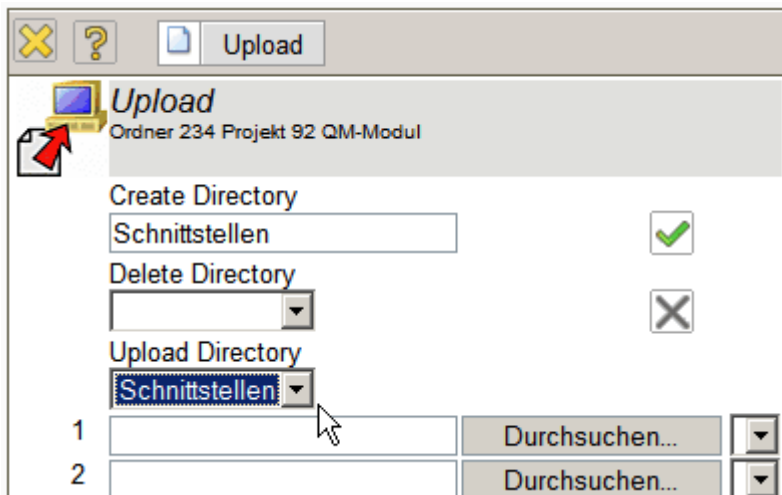 ?
Upload
Upload
Ordner 234 Projekt 92 QM-Modul
Create Directory
Schnittstellen
Delete Directory
Upload Directory
Schnittstellen
1 Durchsuchen...
2 Durchsuchen...